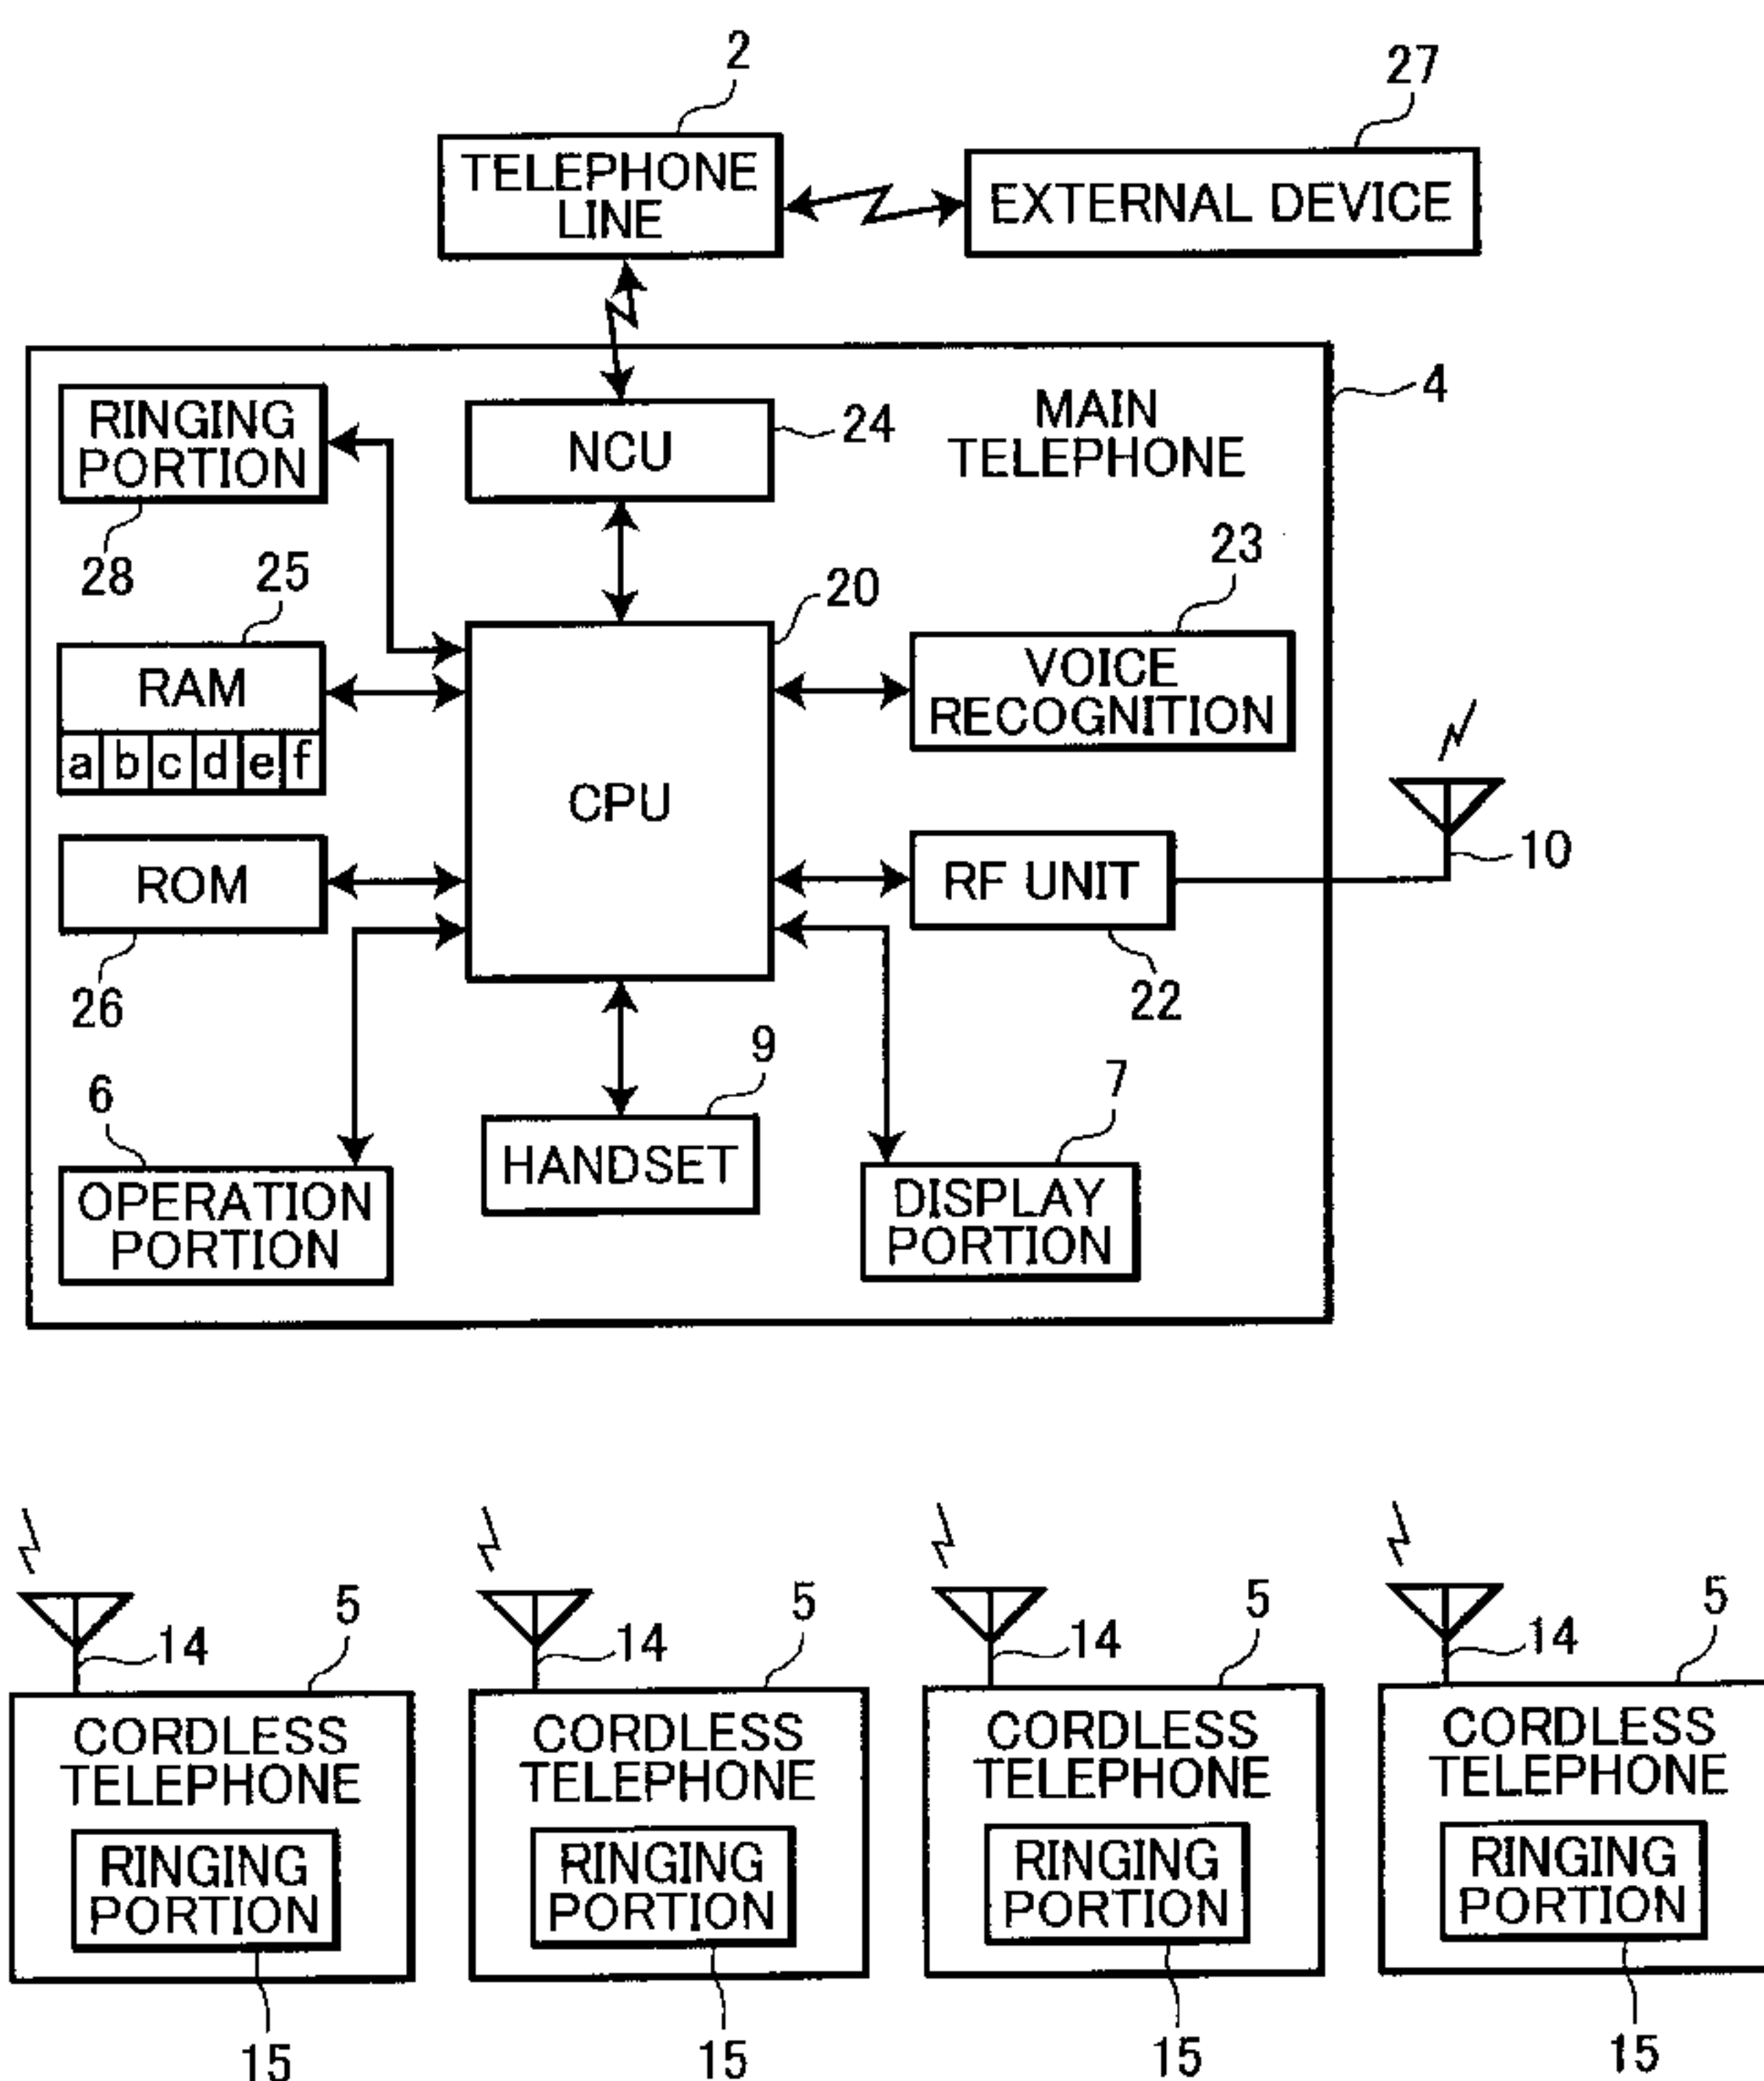 2
27
TELEPHONE
LINE
EXTERNAL DEVICE
4
RINGING
PORTION
28
NCU
24
MAIN
TELEPHONE
25
20
23
RAM
a b c d e f
VOICE
RECOGNITION
CPU
10
ROM
26
RF UNIT
22
9
6
7
OPERATION
PORTION
HANDSET
DISPLAY
PORTION
14
5
14
5
14
5
14
5
CORDLESS
TELEPHONE
RINGING
PORTION
15
CORDLESS
TELEPHONE
RINGING
PORTION
15
CORDLESS
TELEPHONE
RINGING
PORTION
15
CORDLESS
TELEPHONE
RINGING
PORTION
15